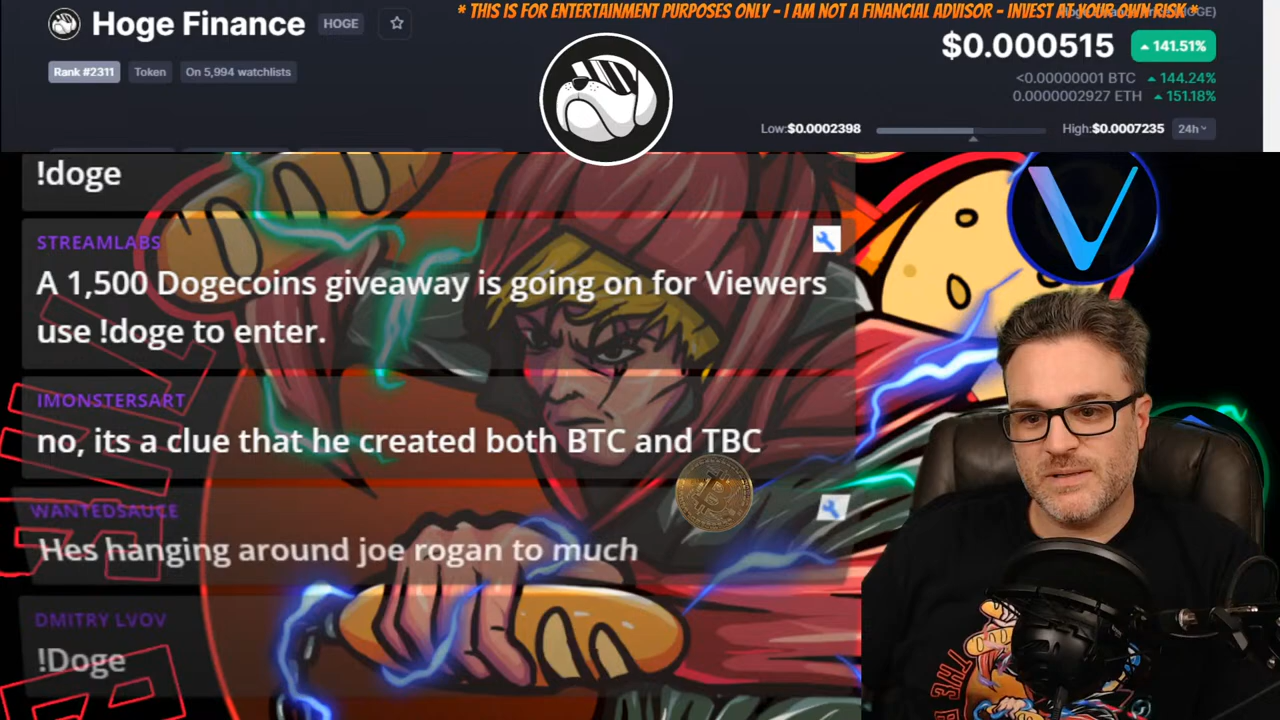 * THIS IS FOR ENTERTAINMENT PURPOSES ONLY - I AM NOT A FINANCIAL ADVISOR - INVEST AT YOUR OWN RISK *
Hoge Finance HOGE
$0.000515 141.51%
Rank #2311 Token On 5,994 watchlists
<0.00000001 BTC 144.24%
0.0000002927 ETH 151.18%
Low:$0.0002398 High:$0.0007235 24h
!doge
STREAMLABS
A 1,500 Dogecoins giveaway is going on for Viewers
use !doge to enter.
IMONSTERSART
no, its a clue that he created both BTC and TBC
WANTEDSAUCE
Hes hanging around joe rogan to much
DMITRY LVOV
!Doge
THE